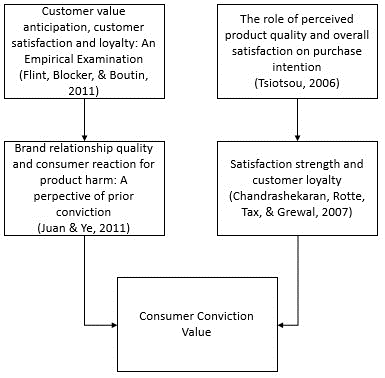 Customer value
anticipation, customer
satisfaction and loyalty: An
Empirical Examination
(Flint, Blocker, & Boutin,
2011)
The role of perceived
product quality and overall
satisfaction on purchase
intention
(Tsiotsou, 2006)
Brand relationship quality
and consumer reaction for
product harm: A
perpective of prior
conviction
(Juan & Ye, 2011)
Satisfaction strength and
customer loyalty
(Chandrashekaran, Rotte,
Tax, & Grewal, 2007)
Consumer Conviction
Value